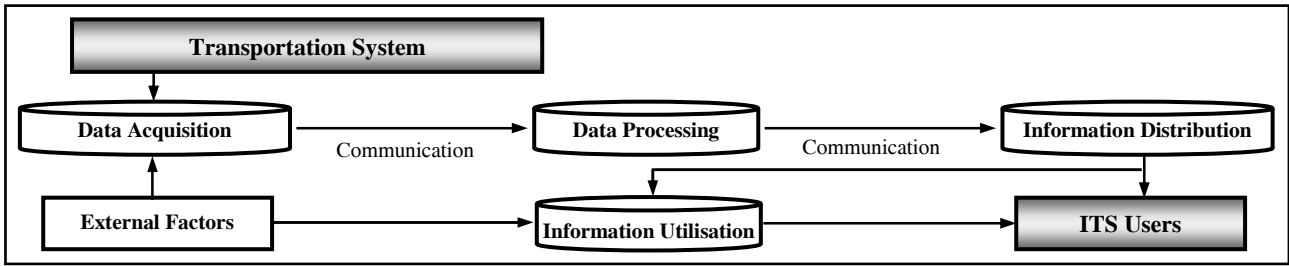 Transportation System
Data Acquisition
Data Processing
Information Distribution
Communication
Communication
External Factors
Information Utilisation
ITS Users